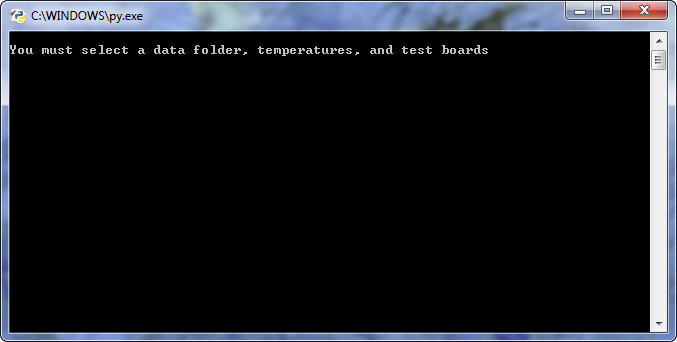 C:\WINDOWS\py.exe
You must select a data folder, temperatures, and test boards